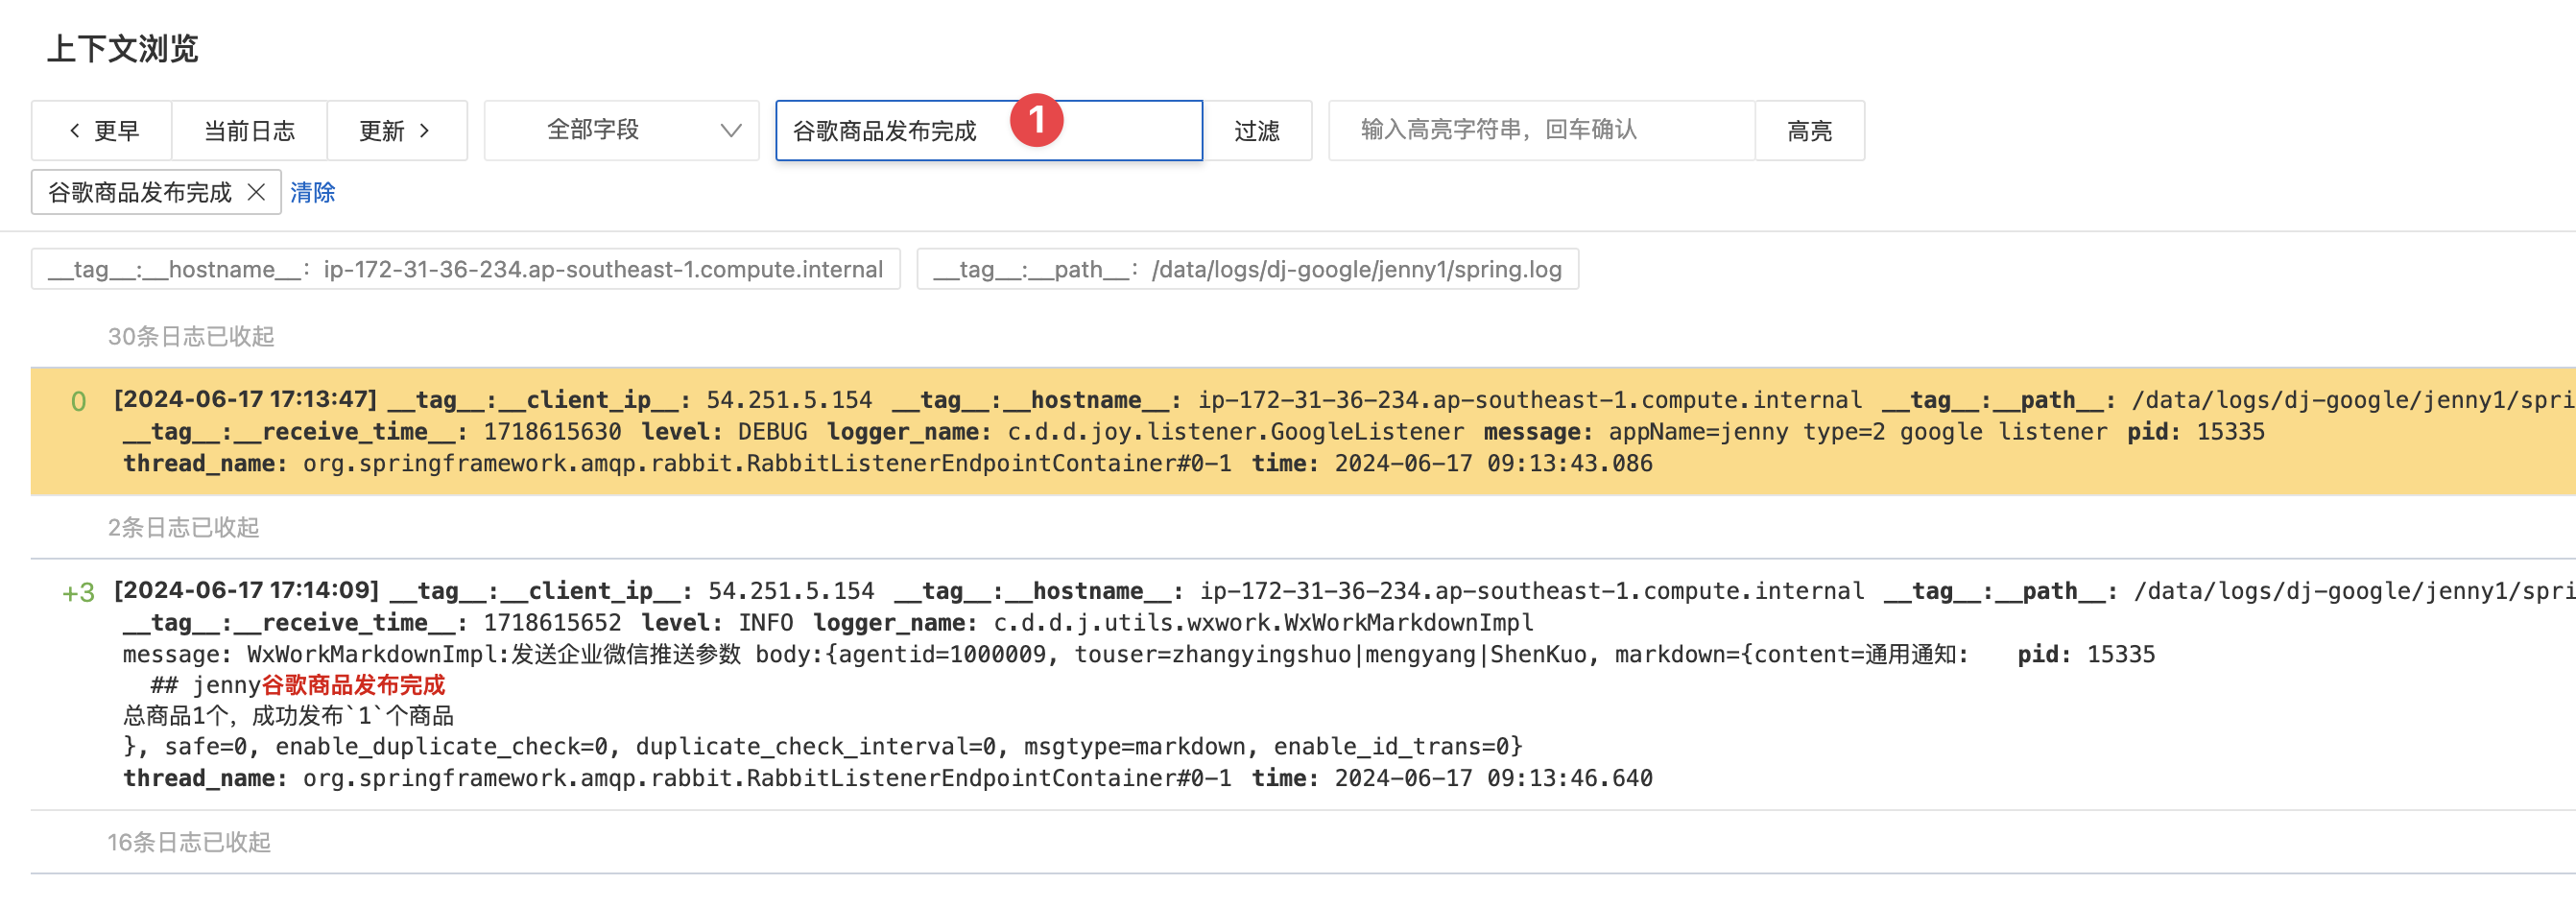 上下文浏览
< 更早 当前日志 更新 > 全部字段 谷歌商品发布完成 1 过滤 输入高亮字符串，回车确认 高亮
谷歌商品发布完成 × 清除
__tag__:__hostname__: ip-172-31-36-234.ap-southeast-1.compute.internal __tag__:__path__: /data/logs/dj-google/jenny1/spring.log
30条日志已收起
0 [2024-06-17 17:13:47] __tag__:__client_ip__: 54.251.5.154 __tag__:__hostname__: ip-172-31-36-234.ap-southeast-1.compute.internal __tag__:__path__: /data/logs/dj-google/jenny1/spri
__tag__:__receive_time__: 1718615630 level: DEBUG logger_name: c.d.d.joy.listener.GoogleListener message: appName=jenny type=2 google listener pid: 15335
thread_name: org.springframework.amqp.rabbit.RabbitListenerEndpointContainer#0-1 time: 2024-06-17 09:13:43.086
2条日志已收起
+3 [2024-06-17 17:14:09] __tag__:__client_ip__: 54.251.5.154 __tag__:__hostname__: ip-172-31-36-234.ap-southeast-1.compute.internal __tag__:__path__: /data/logs/dj-google/jenny1/spri
__tag__:__receive_time__: 1718615652 level: INFO logger_name: c.d.d.j.utils.wxwork.WxWorkMarkdownImpl
message: WxWorkMarkdownImpl:发送企业微信推送参数 body:{agentid=1000009, touser=zhangyingshuo|mengyang|ShenKuo, markdown={content=通用通知: pid: 15335
## jenny谷歌商品发布完成
总商品1个，成功发布`1`个商品
}, safe=0, enable_duplicate_check=0, duplicate_check_interval=0, msgtype=markdown, enable_id_trans=0}
thread_name: org.springframework.amqp.rabbit.RabbitListenerEndpointContainer#0-1 time: 2024-06-17 09:13:46.640
16条日志已收起